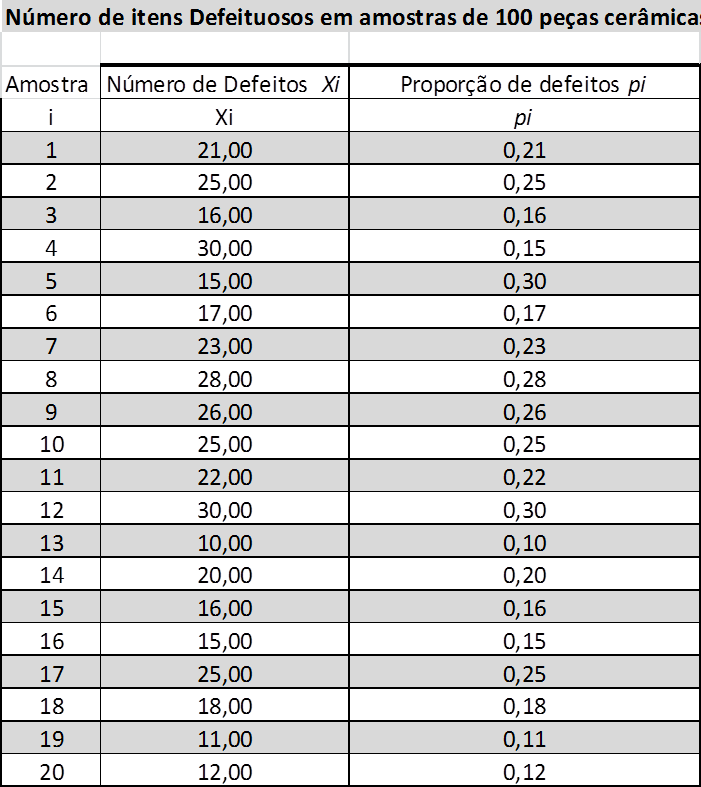 Número de itens Defeituosos em amostras de 100 peças cerâmicas
Amostra Número de Defeitos Xi Proporção de defeitos pi
i Xi pi
1 21,00 0,21
2 25,00 0,25
3 16,00 0,16
4 30,00 0,15
5 15,00 0,30
6 17,00 0,17
7 23,00 0,23
8 28,00 0,28
9 26,00 0,26
10 25,00 0,25
11 22,00 0,22
12 30,00 0,30
13 10,00 0,10
14 20,00 0,20
15 16,00 0,16
16 15,00 0,15
17 25,00 0,25
18 18,00 0,18
19 11,00 0,11
20 12,00 0,12